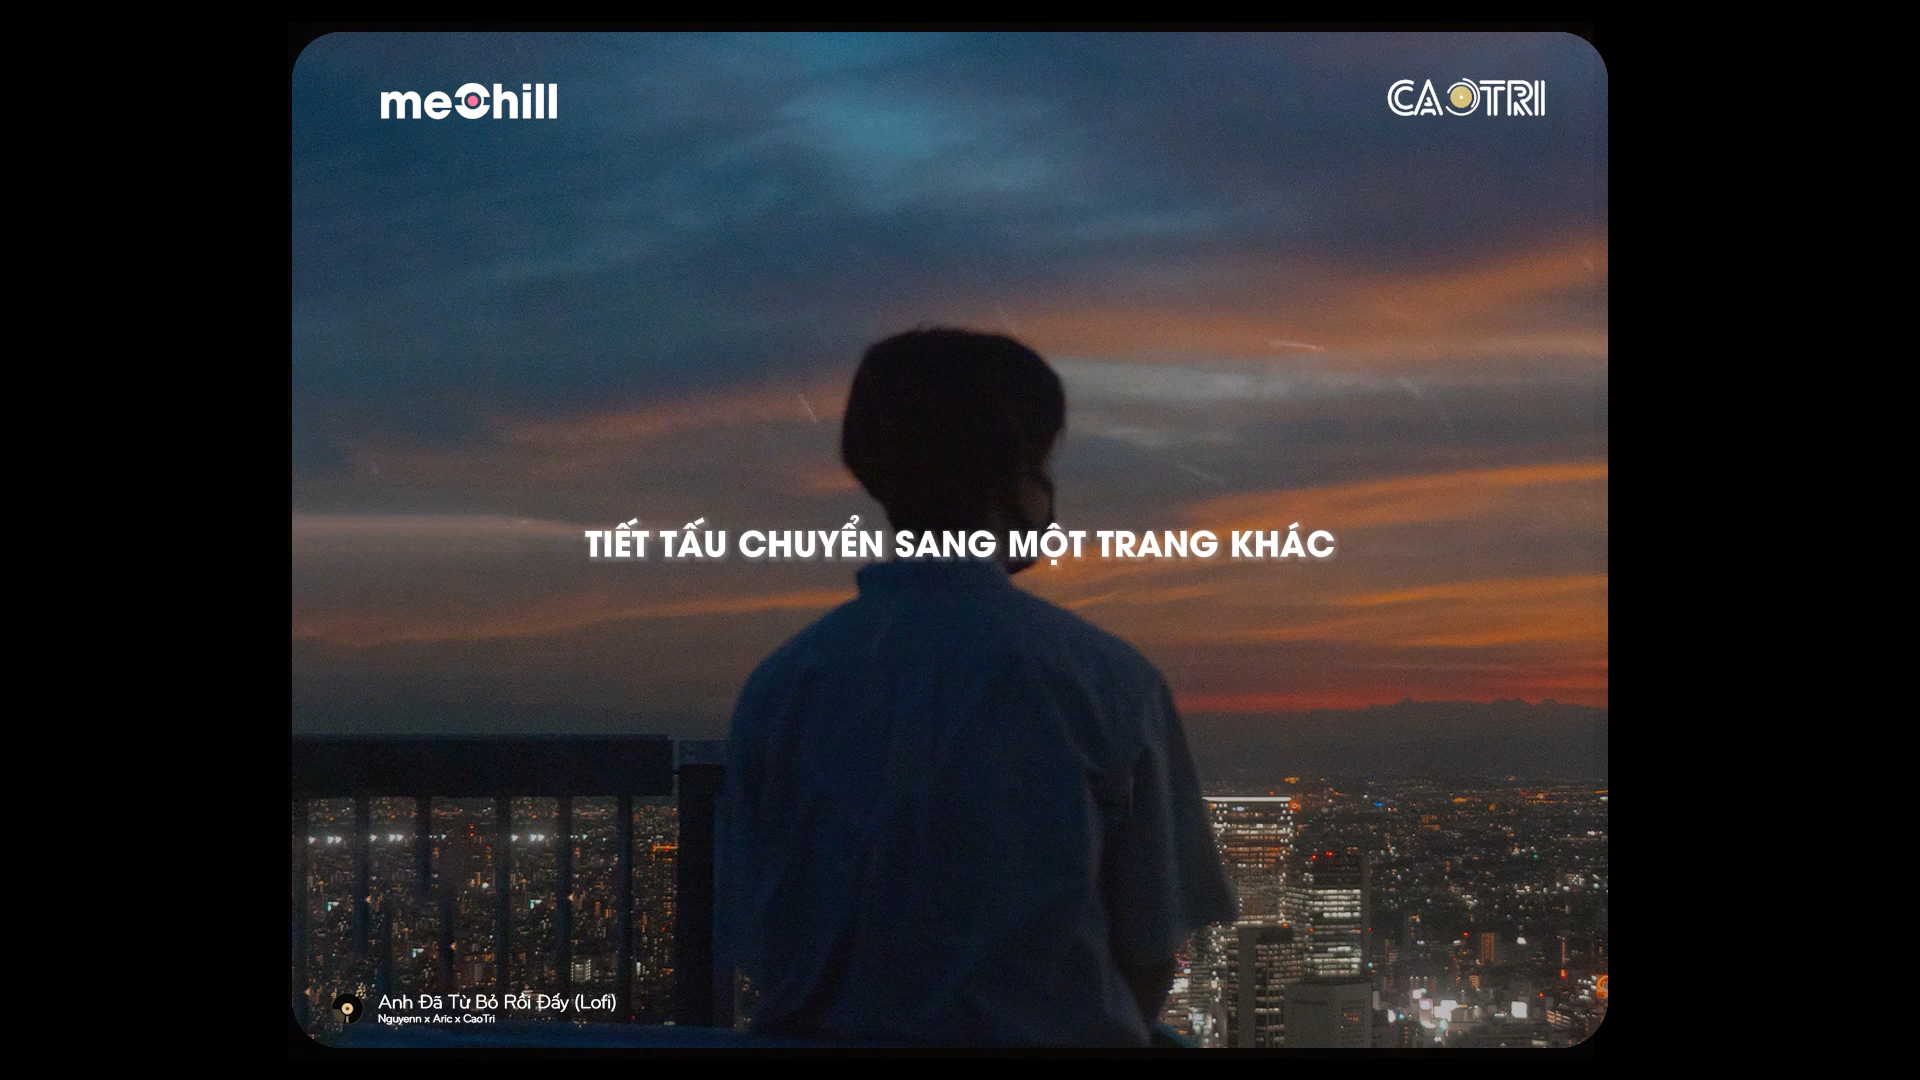 meChill
CAOTRI
TIẾT TẤU CHUYỂN SANG MỘT TRANG KHÁC
Anh Đã Từ Bỏ Rồi Đấy (Lofi)
Nguyenn x Aric x CaoTri